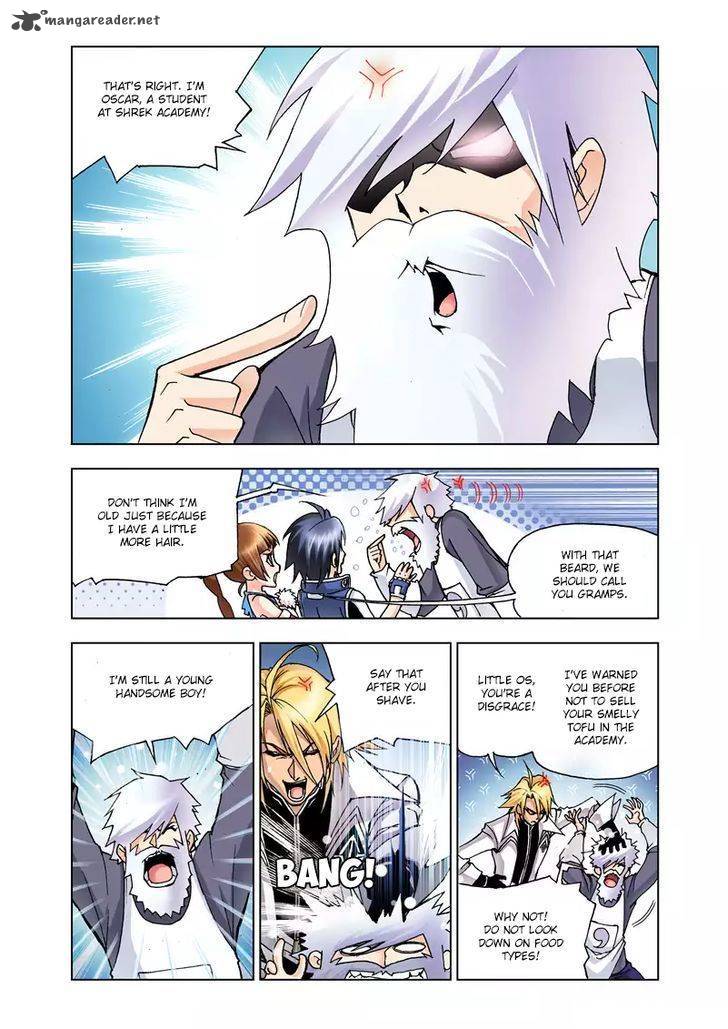 mangareader.net
THAT'S RIGHT. I'M
OSCAR, A STUDENT
AT SHREK ACADEMY!
DON'T THINK I'M
OLD JUST BECAUSE
I HAVE A LITTLE
MORE HAIR.
WITH THAT
BEARD, WE
SHOULD CALL
YOU GRAMPS.
I'M STILL A YOUNG
HANDSOME BOY!
SAY THAT
AFTER YOU
SHAVE.
BANG!
LITTLE OS,
YOU'RE A
DISGRACE!
I'VE WARNED
YOU BEFORE
NOT TO SELL
YOUR SMELLY
TOFU IN THE
ACADEMY.
WHY NOT!
DO NOT LOOK
DOWN ON FOOD
TYPES!